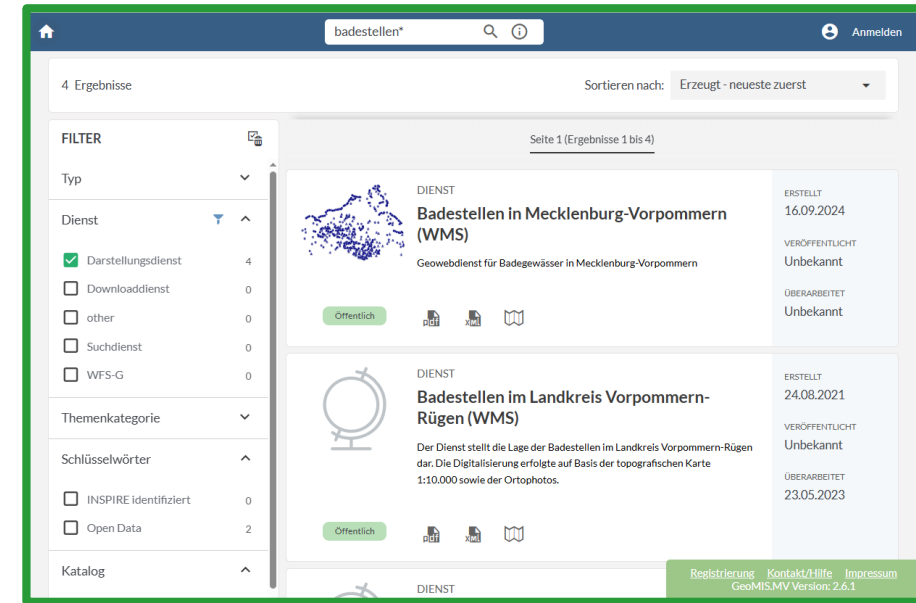 badestellen*
Anmelden
4 Ergebnisse
Sortieren nach:
Erzeugt - neueste zuerst
FILTER
Typ
Dienst
Darstellungsdienst 4
Downloaddienst 0
other 0
Suchdienst 0
WFS-G 0
Themenkategorie
Schlüsselwörter
INSPIRE identifiziert 0
Open Data 2
Katalog
Seite 1 (Ergebnisse 1 bis 4)
DIENST
Badestellen in Mecklenburg-Vorpommern
(WMS)
Geowebdienst für Badegewässer in Mecklenburg-Vorpommern
Öffentlich
pdf
XML
ERSTELLT
16.09.2024
VERÖFFENTLICHT
Unbekannt
ÜBERARBEITET
Unbekannt
DIENST
Badestellen im Landkreis Vorpommern-
Rügen (WMS)
Der Dienst stellt die Lage der Badestellen im Landkreis Vorpommern-Rügen
dar. Die Digitalisierung erfolgte auf Basis der topografischen Karte
1:10.000 sowie der Ortophotos.
Öffentlich
pdf
XML
ERSTELLT
24.08.2021
VERÖFFENTLICHT
Unbekannt
ÜBERARBEITET
23.05.2023
DIENST
Registrierung Kontakt/Hilfe Impressum
GeoMIS.MV Version: 2.6.1